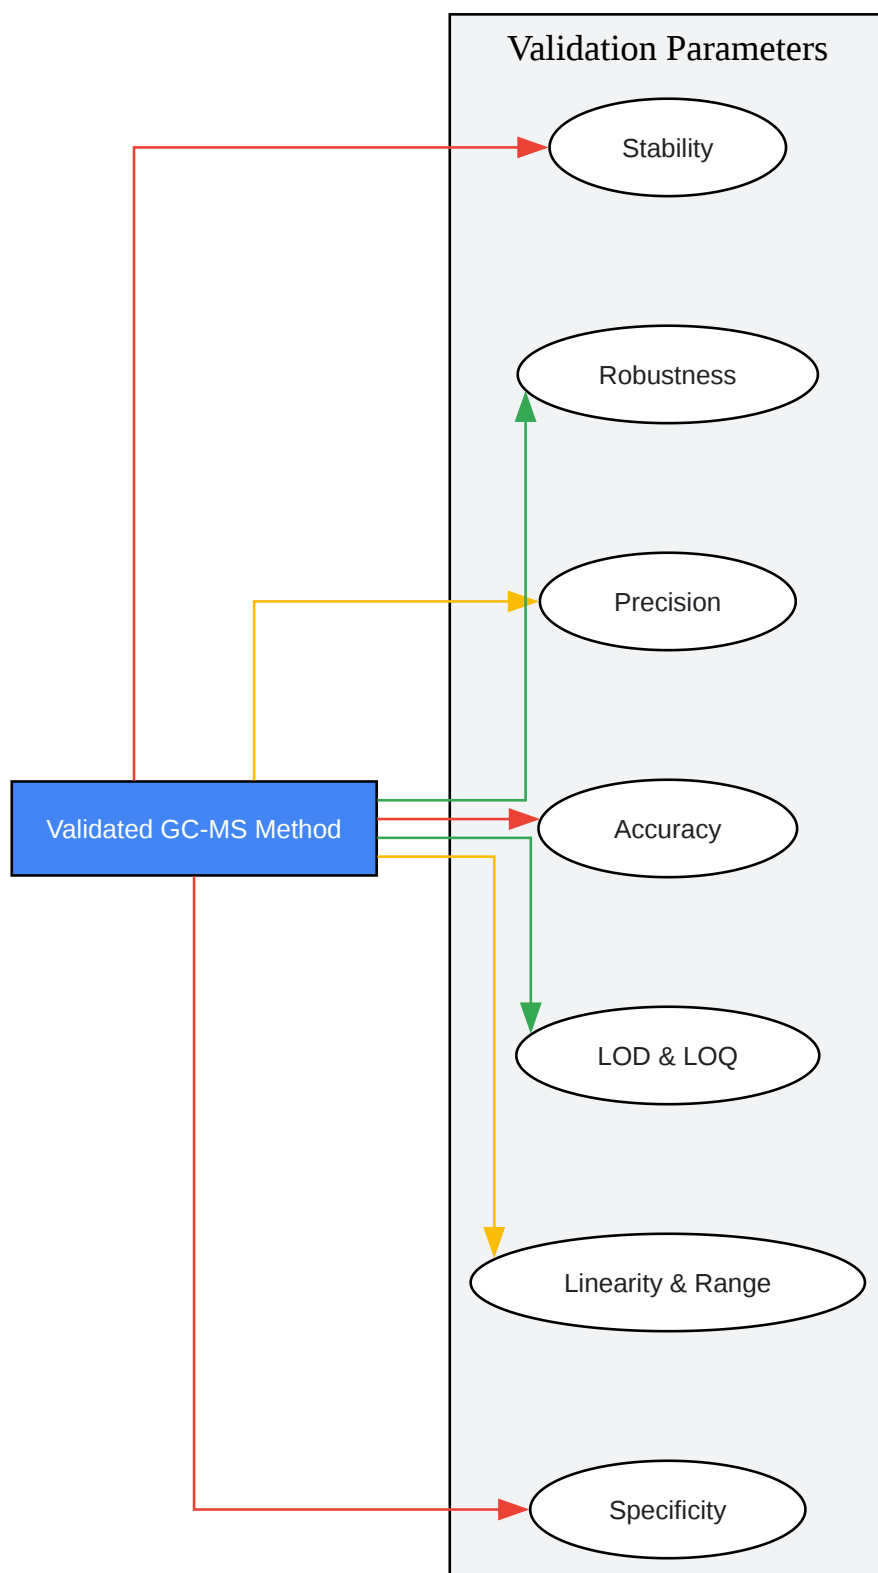 Validation Parameters
Stability
Robustness
Precision
Validated GC-MS Method
Accuracy
LOD & LOQ
Linearity & Range
Specificity